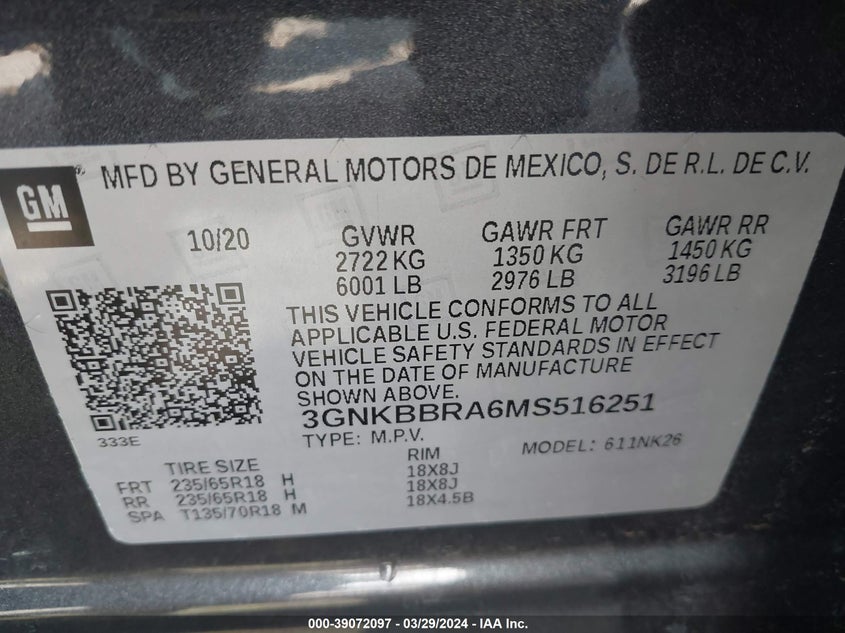 GM
MFD BY GENERAL MOTORS DE MEXICO, S. DE R.L. DE C.V.
10/20
GVWR
2722 KG
6001 LB
GAWR FRT
1350 KG
2976 LB
GAWR RR
1450 KG
3196 LB
THIS VEHICLE CONFORMS TO ALL
APPLICABLE U.S. FEDERAL MOTOR
VEHICLE SAFETY STANDARDS IN EFFECT
ON THE DATE OF MANUFACTURE
SHOWN ABOVE.
3GNKBBRA6MS516251
333E
TYPE: M.P.V.
MODEL: 611NK26
TIRE SIZE RIM
FRT 235/65R18 H 18X8J
RR 235/65R18 H 18X8J
SPA T135/70R18 M 18X4.5B
000-39072097 - 03/29/2024 - IAA Inc.